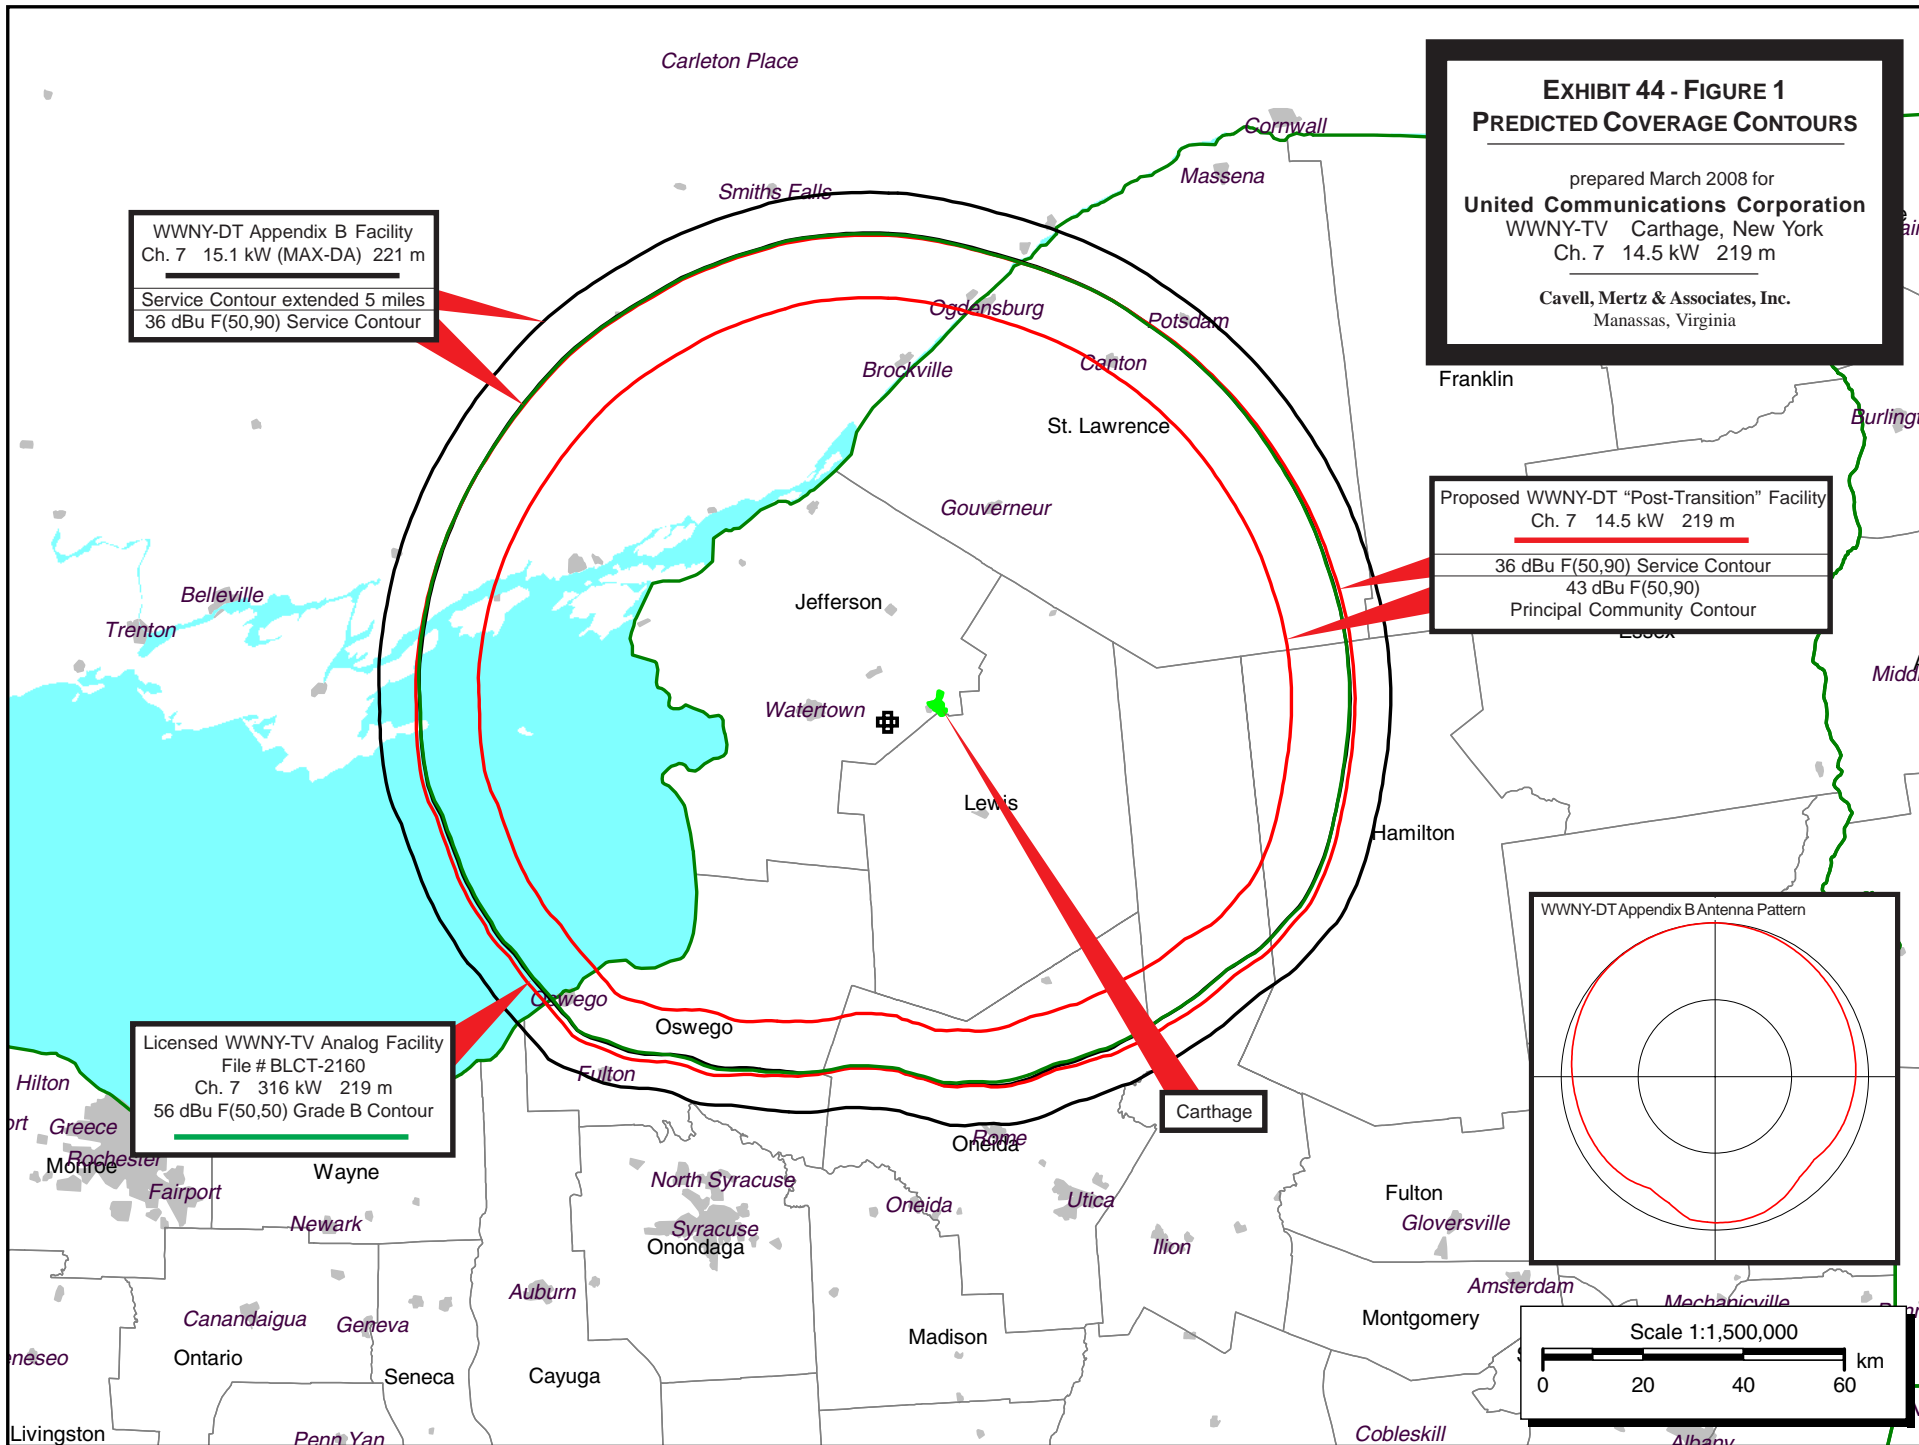 Carleton Place
EXHIBIT 44 - FIGURE 1
PREDICTED COVERAGE CONTOURS
prepared March 2008 for
United Communications Corporation
WWNY-TV Carthage, New York
Ch. 7 14.5 kW 219 m
Cavell, Mertz & Associates, Inc.
Manassas, Virginia
Cornwall
Massena
Smiths Falls
WWNY-DT Appendix B Facility
Ch. 7 15.1 kW (MAX-DA) 221 m
Service Contour extended 5 miles
36 dBu F(50,90) Service Contour
Ogdensburg
Potsdam
Brockville
Canton
Franklin
St. Lawrence
Burlingt
Gouverneur
Proposed WWNY-DT “Post-Transition” Facility
Ch. 7 14.5 kW 219 m
36 dBu F(50,90) Service Contour
43 dBu F(50,90)
Principal Community Contour
Essex
Belleville
Trenton
Jefferson
Middl
Watertown
Lewis
Hamilton
WWNY-DT Appendix B Antenna Pattern
Oswego
Oswego
Licensed WWNY-TV Analog Facility
File # BLCT-2160
Ch. 7 316 kW 219 m
56 dBu F(50,50) Grade B Contour
Fulton
Hilton
Carthage
ort
Greece
Rochester
Monroe
Wayne
Fairport
Newark
Rome
Oneida
North Syracuse
Syracuse
Onondaga
Oneida
Utica
Ilion
Fulton
Gloversville
Auburn
Amsterdam
Mechanicville
Canandaigua
Geneva
Montgomery
Madison
eneseo
Ontario
Seneca
Cayuga
Scale 1:1,500,000
km
0 20 40 60
Livingston
Penn Yan
Cobleskill
Albany